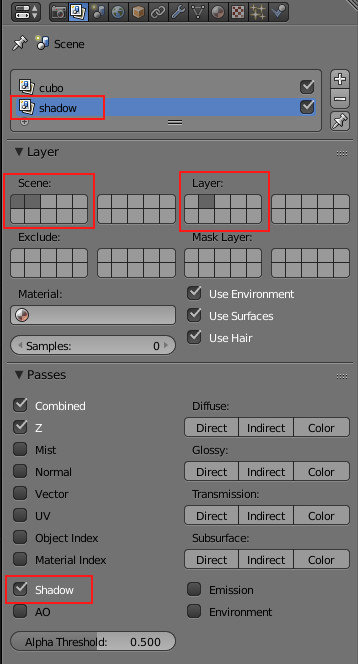 Scene
cubo
shadow
Layer
Scene:
Layer:
Exclude:
Mask Layer:
Material:
Use Environment
Use Surfaces
Samples: 0
Use Hair
Passes
Combined
Diffuse:
Z
Direct Indirect Color
Mist
Glossy:
Normal
Direct Indirect Color
Vector
Transmission:
UV
Direct Indirect Color
Object Index
Subsurface:
Material Index
Direct Indirect Color
Shadow
Emission
AO
Environment
Alpha Threshold: 0.500